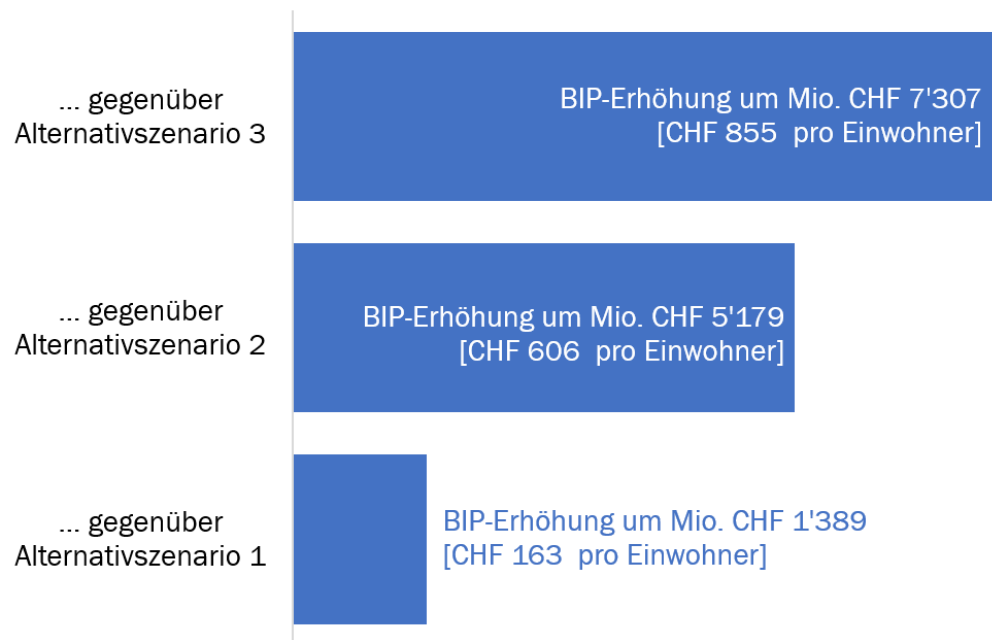 ... gegenüber
Alternativszenario 3
BIP-Erhöhung um Mio. CHF 7'307
[CHF 855 pro Einwohner]
... gegenüber
Alternativszenario 2
BIP-Erhöhung um Mio. CHF 5'179
[CHF 606 pro Einwohner]
... gegenüber
Alternativszenario 1
BIP-Erhöhung um Mio. CHF 1'389
[CHF 163 pro Einwohner]